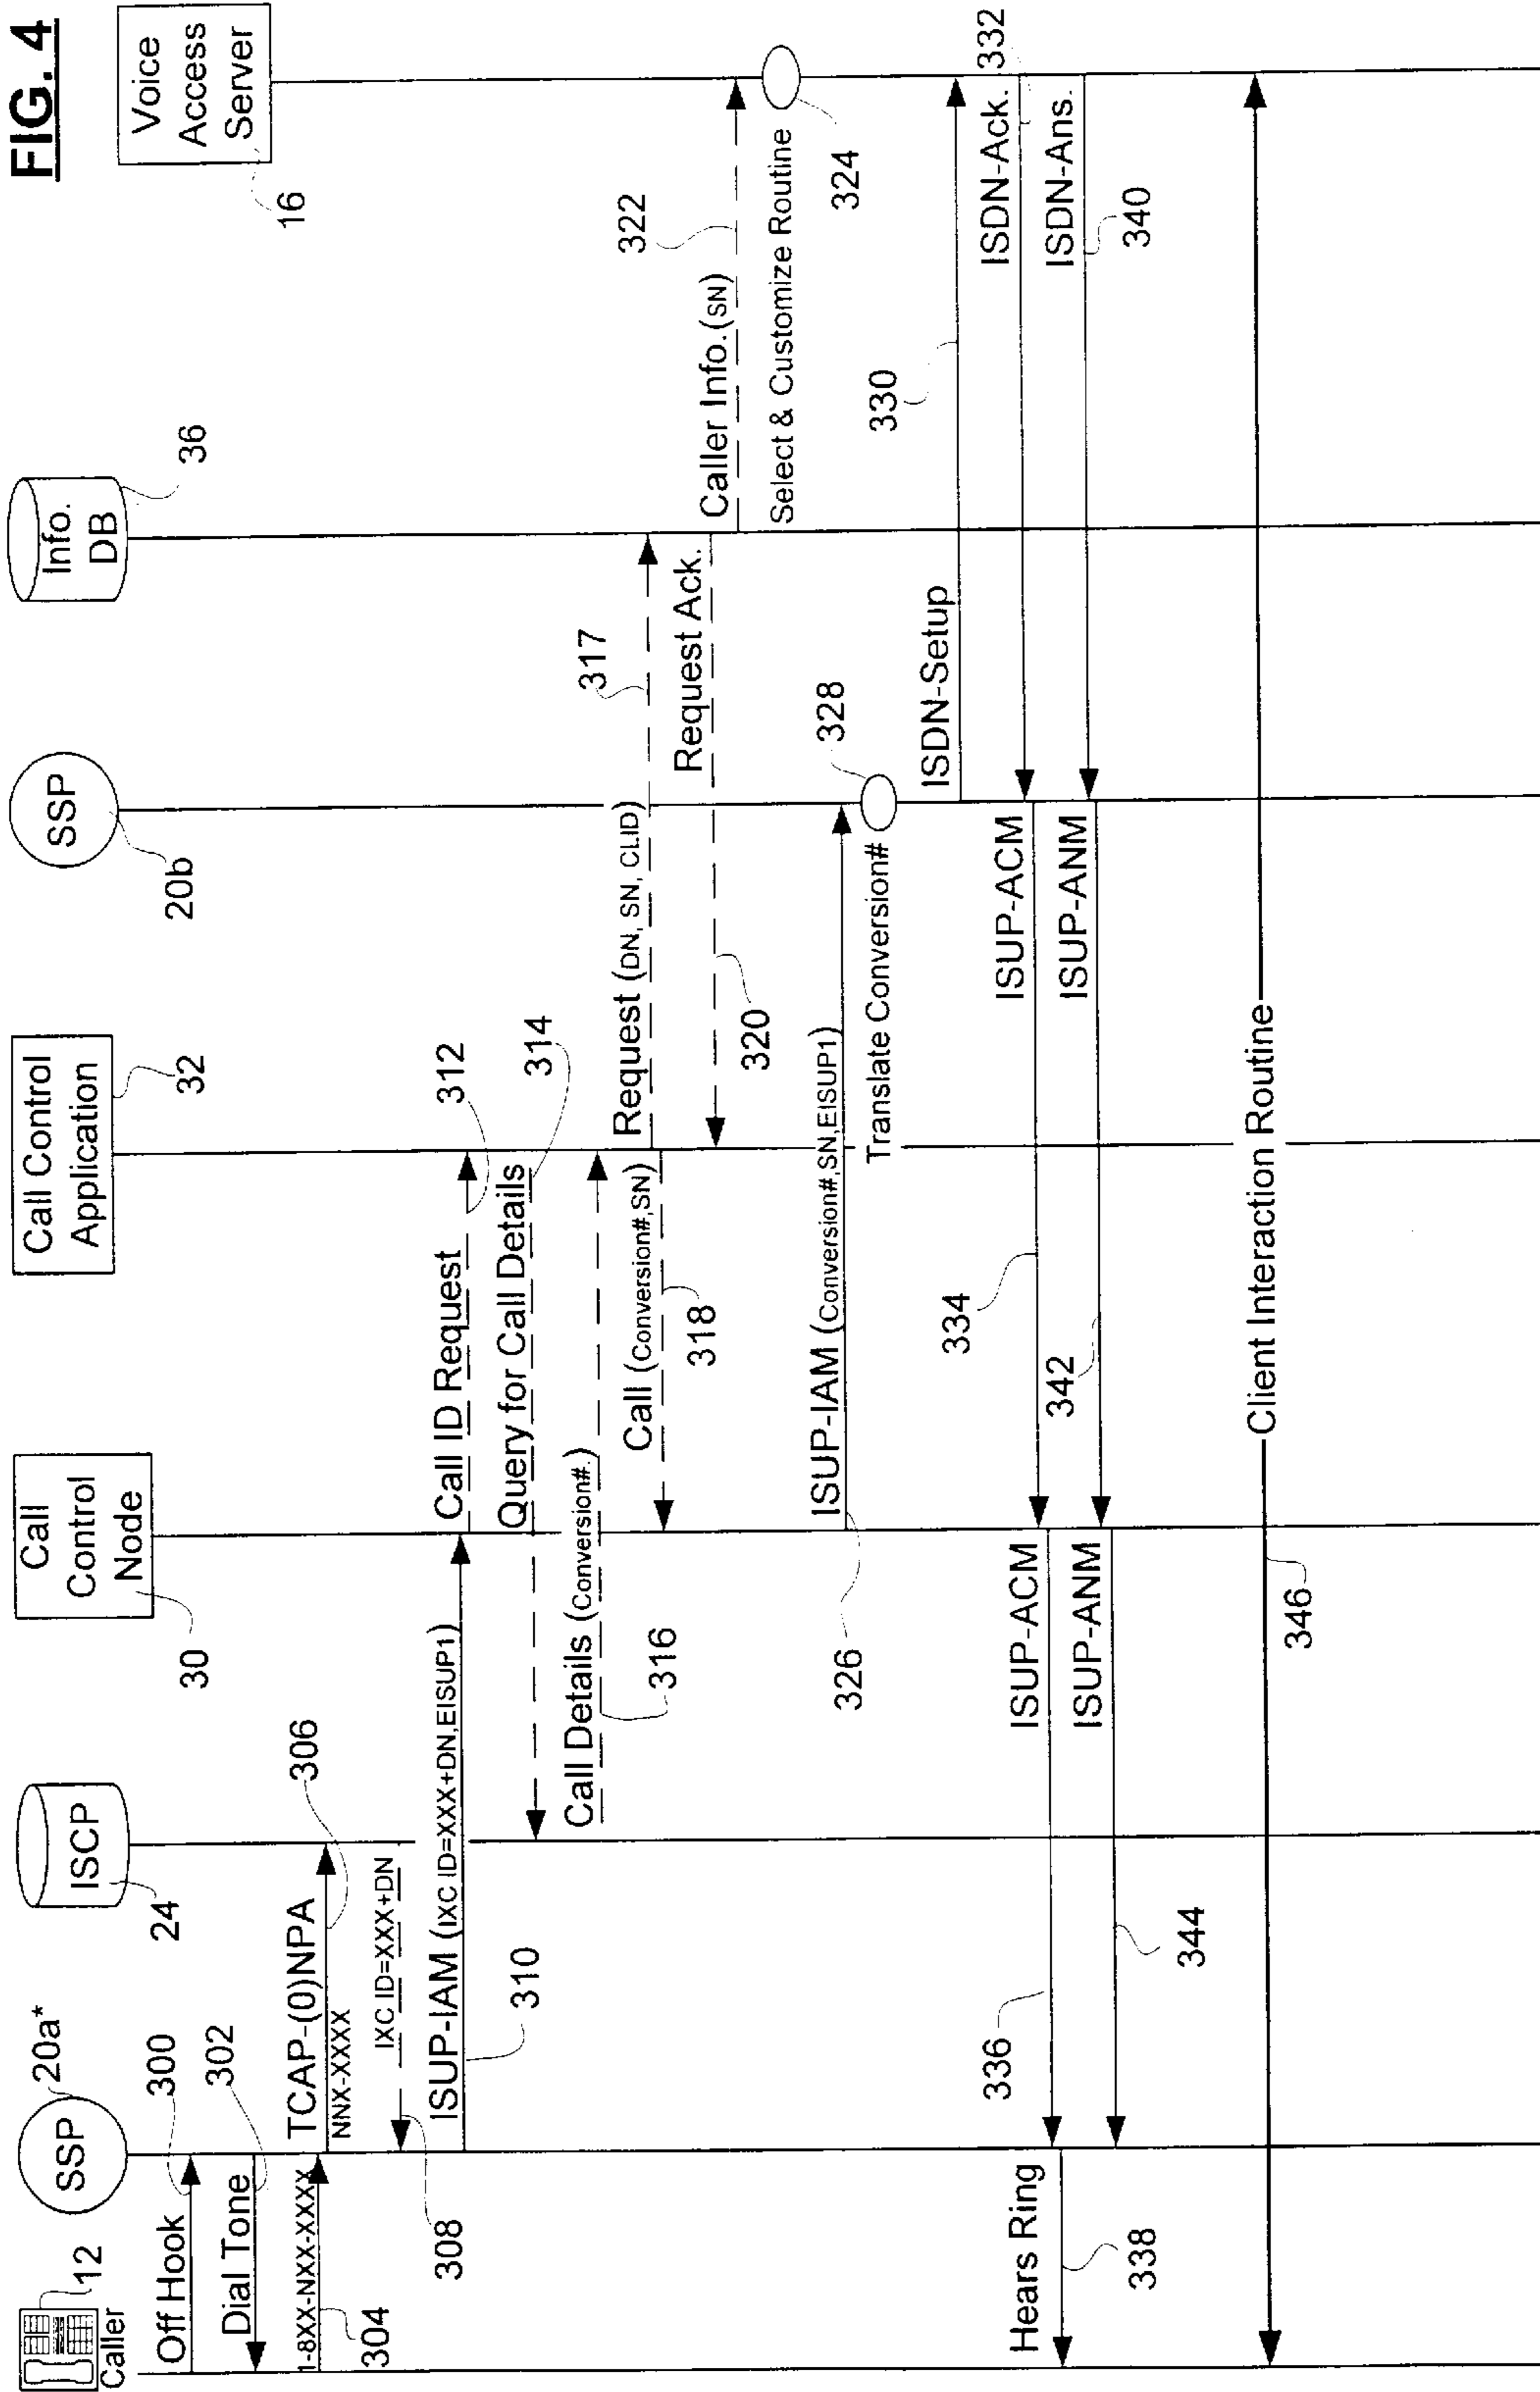 FIG. 4
12
Caller
SSP
20a*
ISCP
24
Call
Control
Node
30
Call Control
Application
32
SSP
20b
Info.
DB
36
Voice
Access
Server
16
Off Hook
300
Dial Tone
302
1-8XX-NXX-XXXX
304
TCAP-(0)NPA
NNX-XXXX
306
IXC ID=XXX+DN
308
ISUP-IAM (IXC ID=XXX+DN,EISUP1)
310
Call ID Request
312
Query for Call Details
314
Call Details (Conversion#.)
316
Request (DN, SN, CLID)
317
Call (Conversion#,SN)
318
Request Ack.
320
Caller Info.(SN)
322
Select & Customize Routine
324
ISUP-IAM (Conversion#,SN,EISUP1)
326
Translate Conversion#
328
ISDN-Setup
330
ISDN-Ack.
332
ISUP-ACM
334
ISUP-ACM
336
Hears Ring
338
ISDN-Ans.
340
ISUP-ANM
342
ISUP-ANM
344
Client Interaction Routine
346